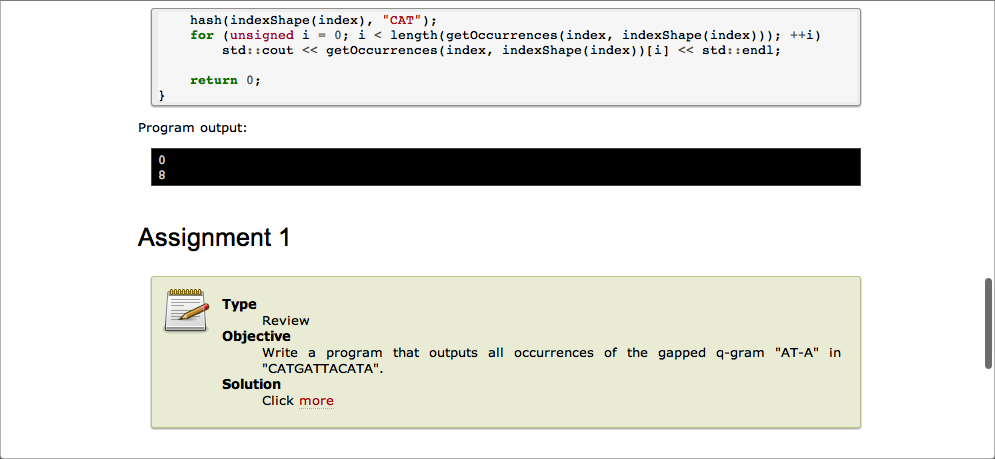 hash(indexShape(index), "CAT");
for (unsigned i = 0; i < length(getOccurrences(index, indexShape(index))); ++i)
std::cout << getOccurrences(index, indexShape(index))[i] << std::endl;
return 0;
}
Program output:
0
8
Assignment 1
Type
Review
Objective
Write a program that outputs all occurrences of the gapped q-gram "AT-A" in
"CATGATTACATA".
Solution
Click more